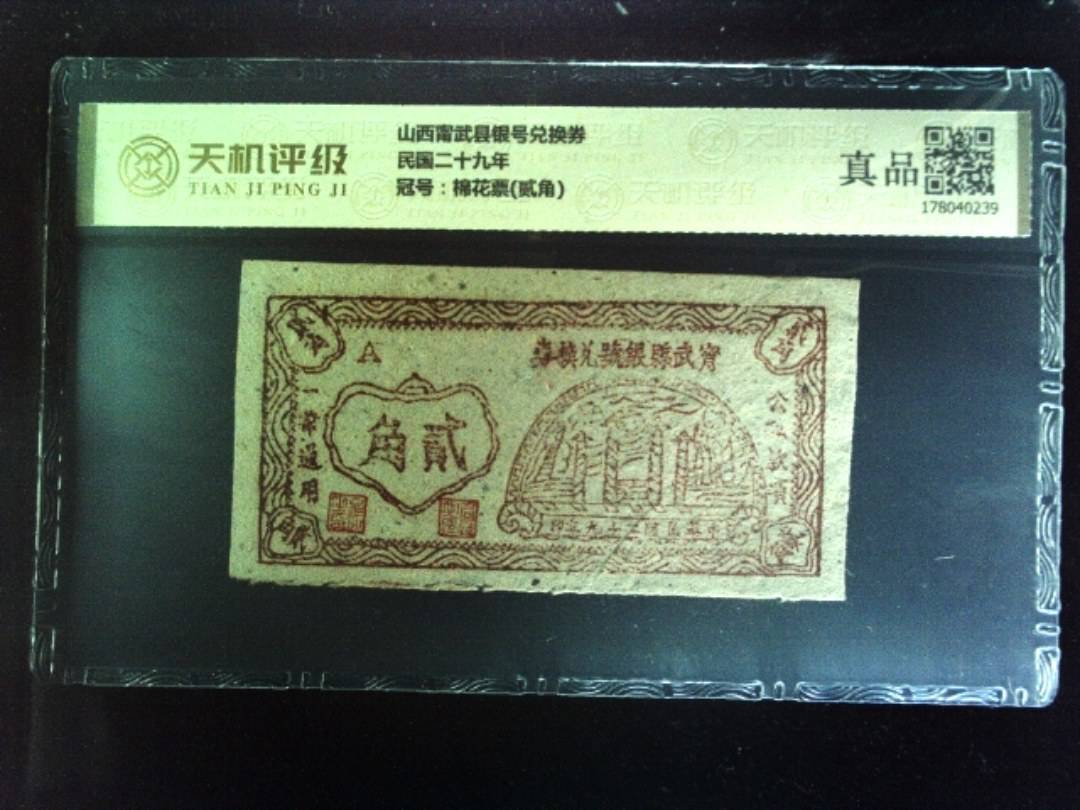 天机评级
TIAN JI PING JI
山西甯武县银号兑换券
民国二十九年
冠号：棉花票(贰角)
真品
178040239
A
甯武縣銀號兌換券
貳角
一常通用